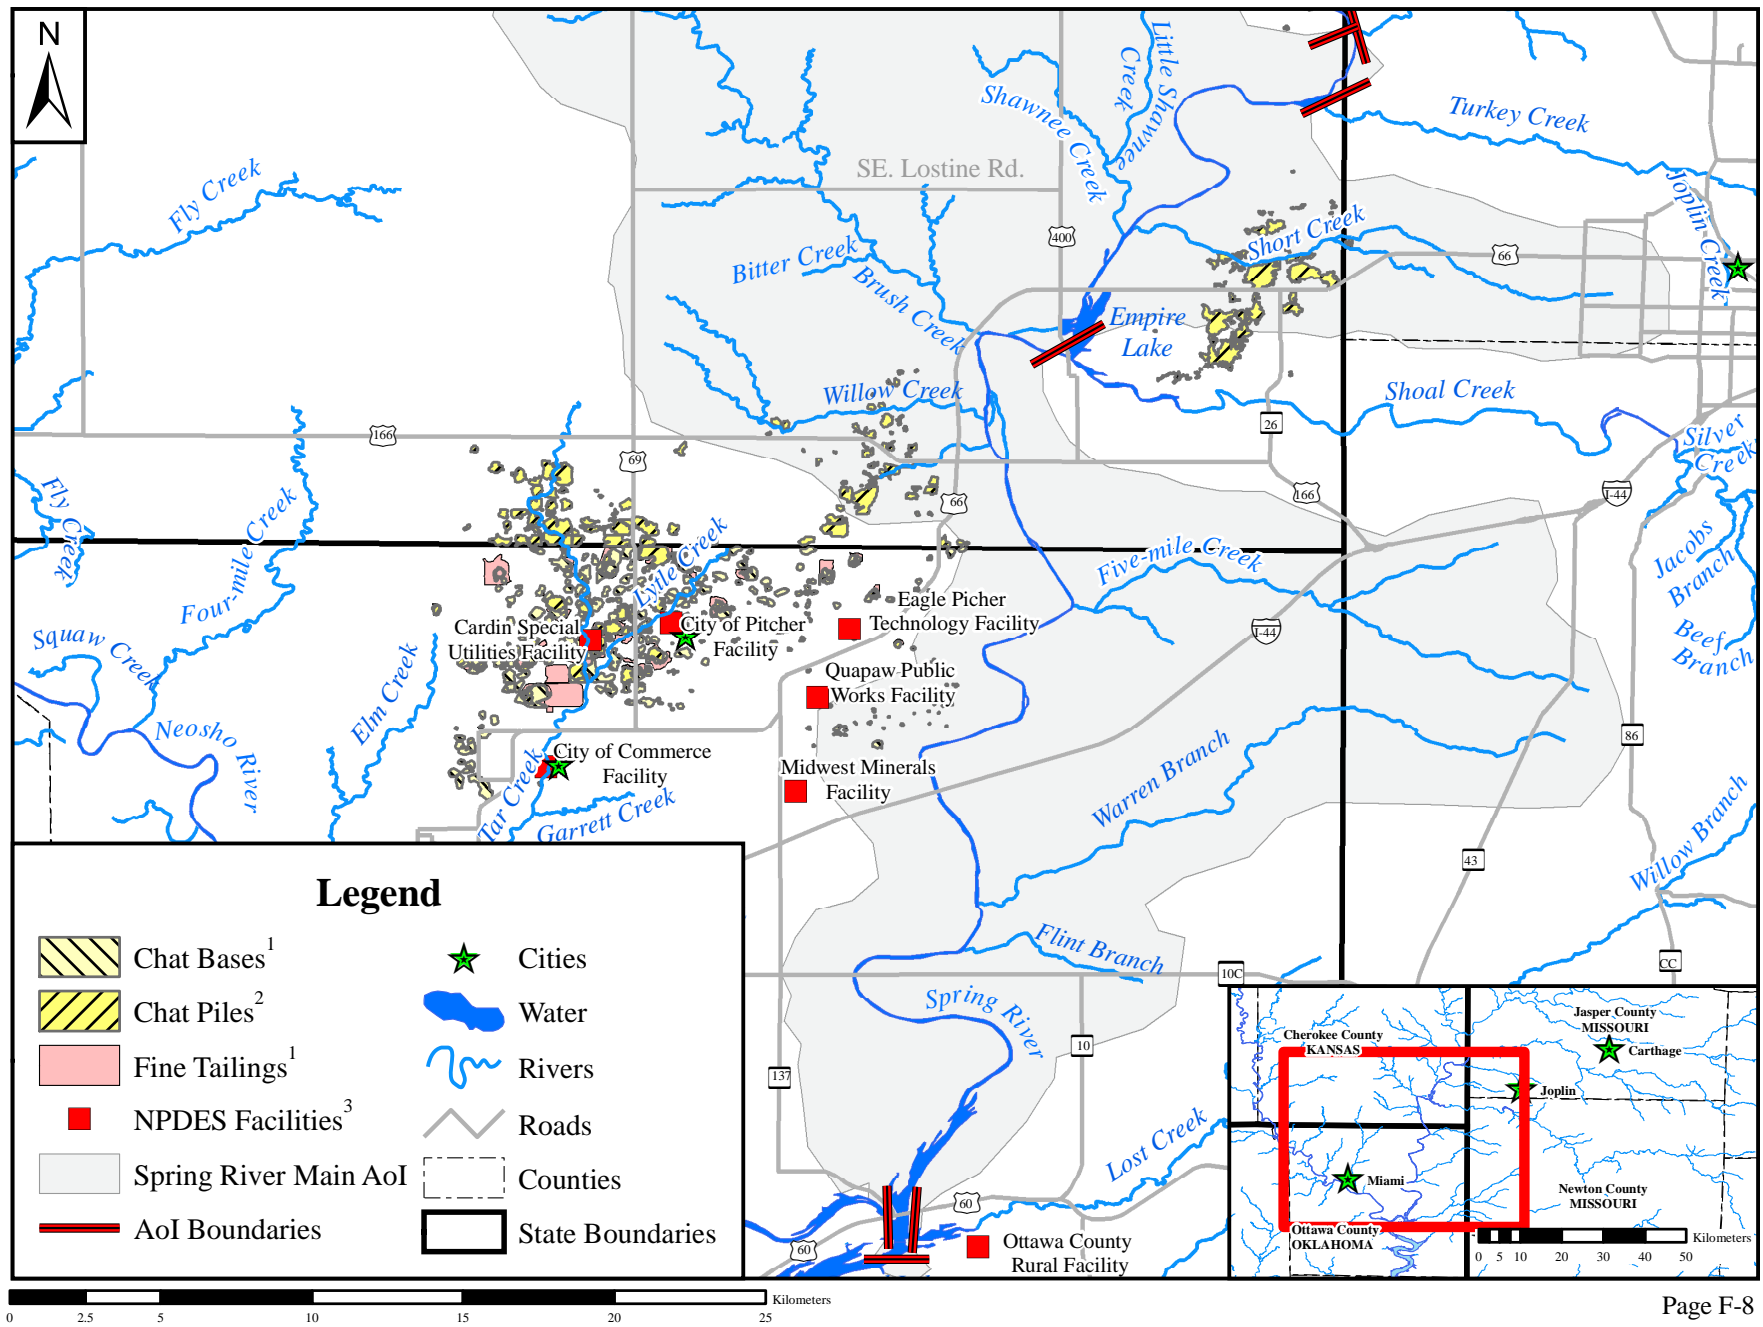 N
Little Shawnee
Creek
Shawnee Creek
Turkey Creek
Fly Creek
SE. Lostine Rd.
Joplin Creek
400
Short Creek
66
Bitter Creek
Brush Creek
Empire
Lake
Willow Creek
Shoal Creek
26
Silver
Creek
166
69
Fly Creek
Four-mile Creek
66
166
I-44
Lytle Creek
Jacobs
Branch
Five-mile Creek
Eagle Picher
Technology Facility
Cardin Special
Utilities Facility
City of Pitcher
Facility
I-44
Squaw Creek
Beef
Branch
Elm Creek
Quapaw Public
Works Facility
Neosho
River
86
City of Commerce
Facility
Midwest Minerals
Facility
Warren Branch
Tar Creek
Garrett Creek
Willow Branch
43
Flint Branch
10C
CC
Spring River
10
137
Lost Creek
60
60
Ottawa County
Rural Facility
Legend
Chat Bases1
Chat Piles2
Fine Tailings1
NPDES Facilities3
Spring River Main AoI
AoI Boundaries
Cities
Water
Rivers
Roads
Counties
State Boundaries
Cherokee County
KANSAS
Jasper County
MISSOURI
Carthage
Joplin
Miami
Newton County
MISSOURI
Ottawa County
OKLAHOMA
Kilometers
0 5 10 20 30 40 50
Kilometers
0 2.5 5 10 15 20 25
Page F-8